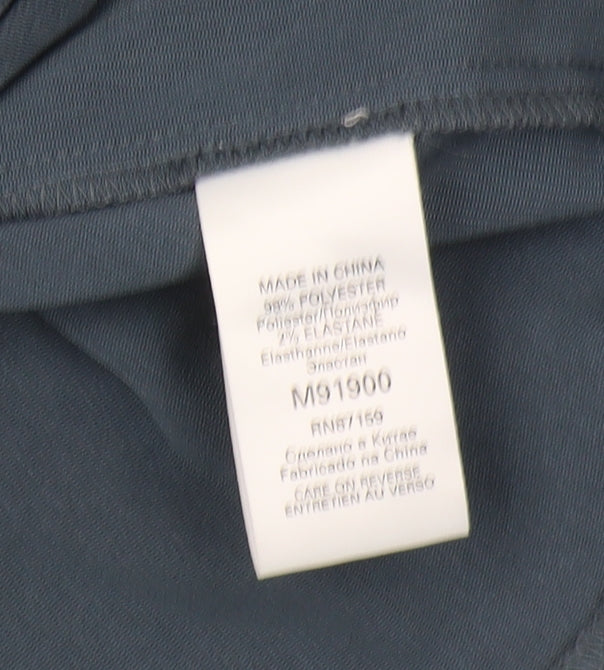 MADE IN CHINA
98% POLYESTER
Poliester/Полиэфир
2% ELASTANE
Elasthanne/Elastano
Эластан
M91900
RN87159
Сделано в Китае
Fabricado na China
CARE ON REVERSE
ENTRETIEN AU VERSO